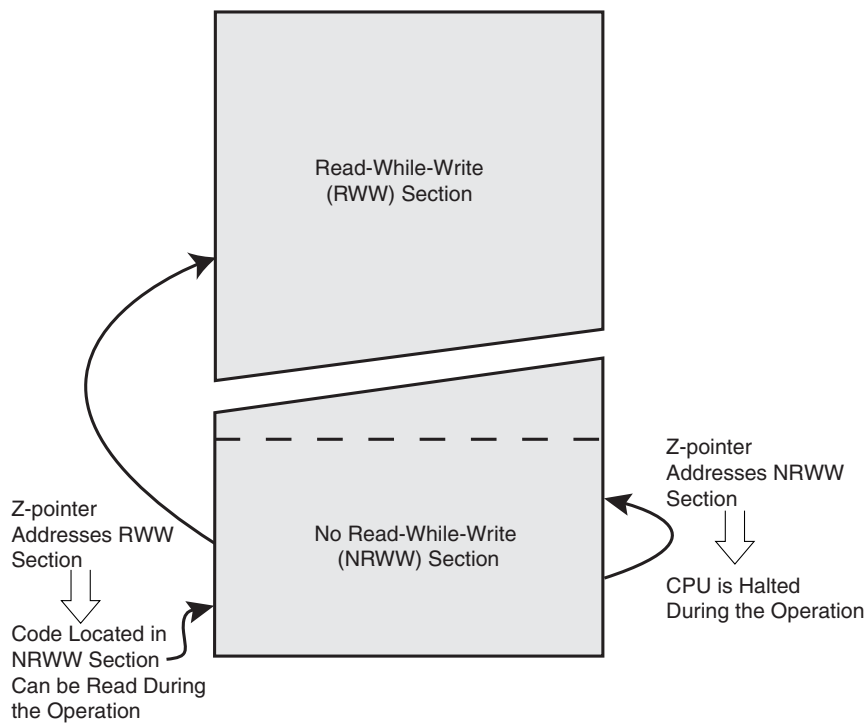 Read-While-Write
(RWW) Section
Z-pointer
Addresses NRWW
Section
No Read-While-Write
(NRWW) Section
Z-pointer
Addresses RWW
Section
CPU is Halted
During the Operation
Code Located in
NRWW Section
Can be Read During
the Operation